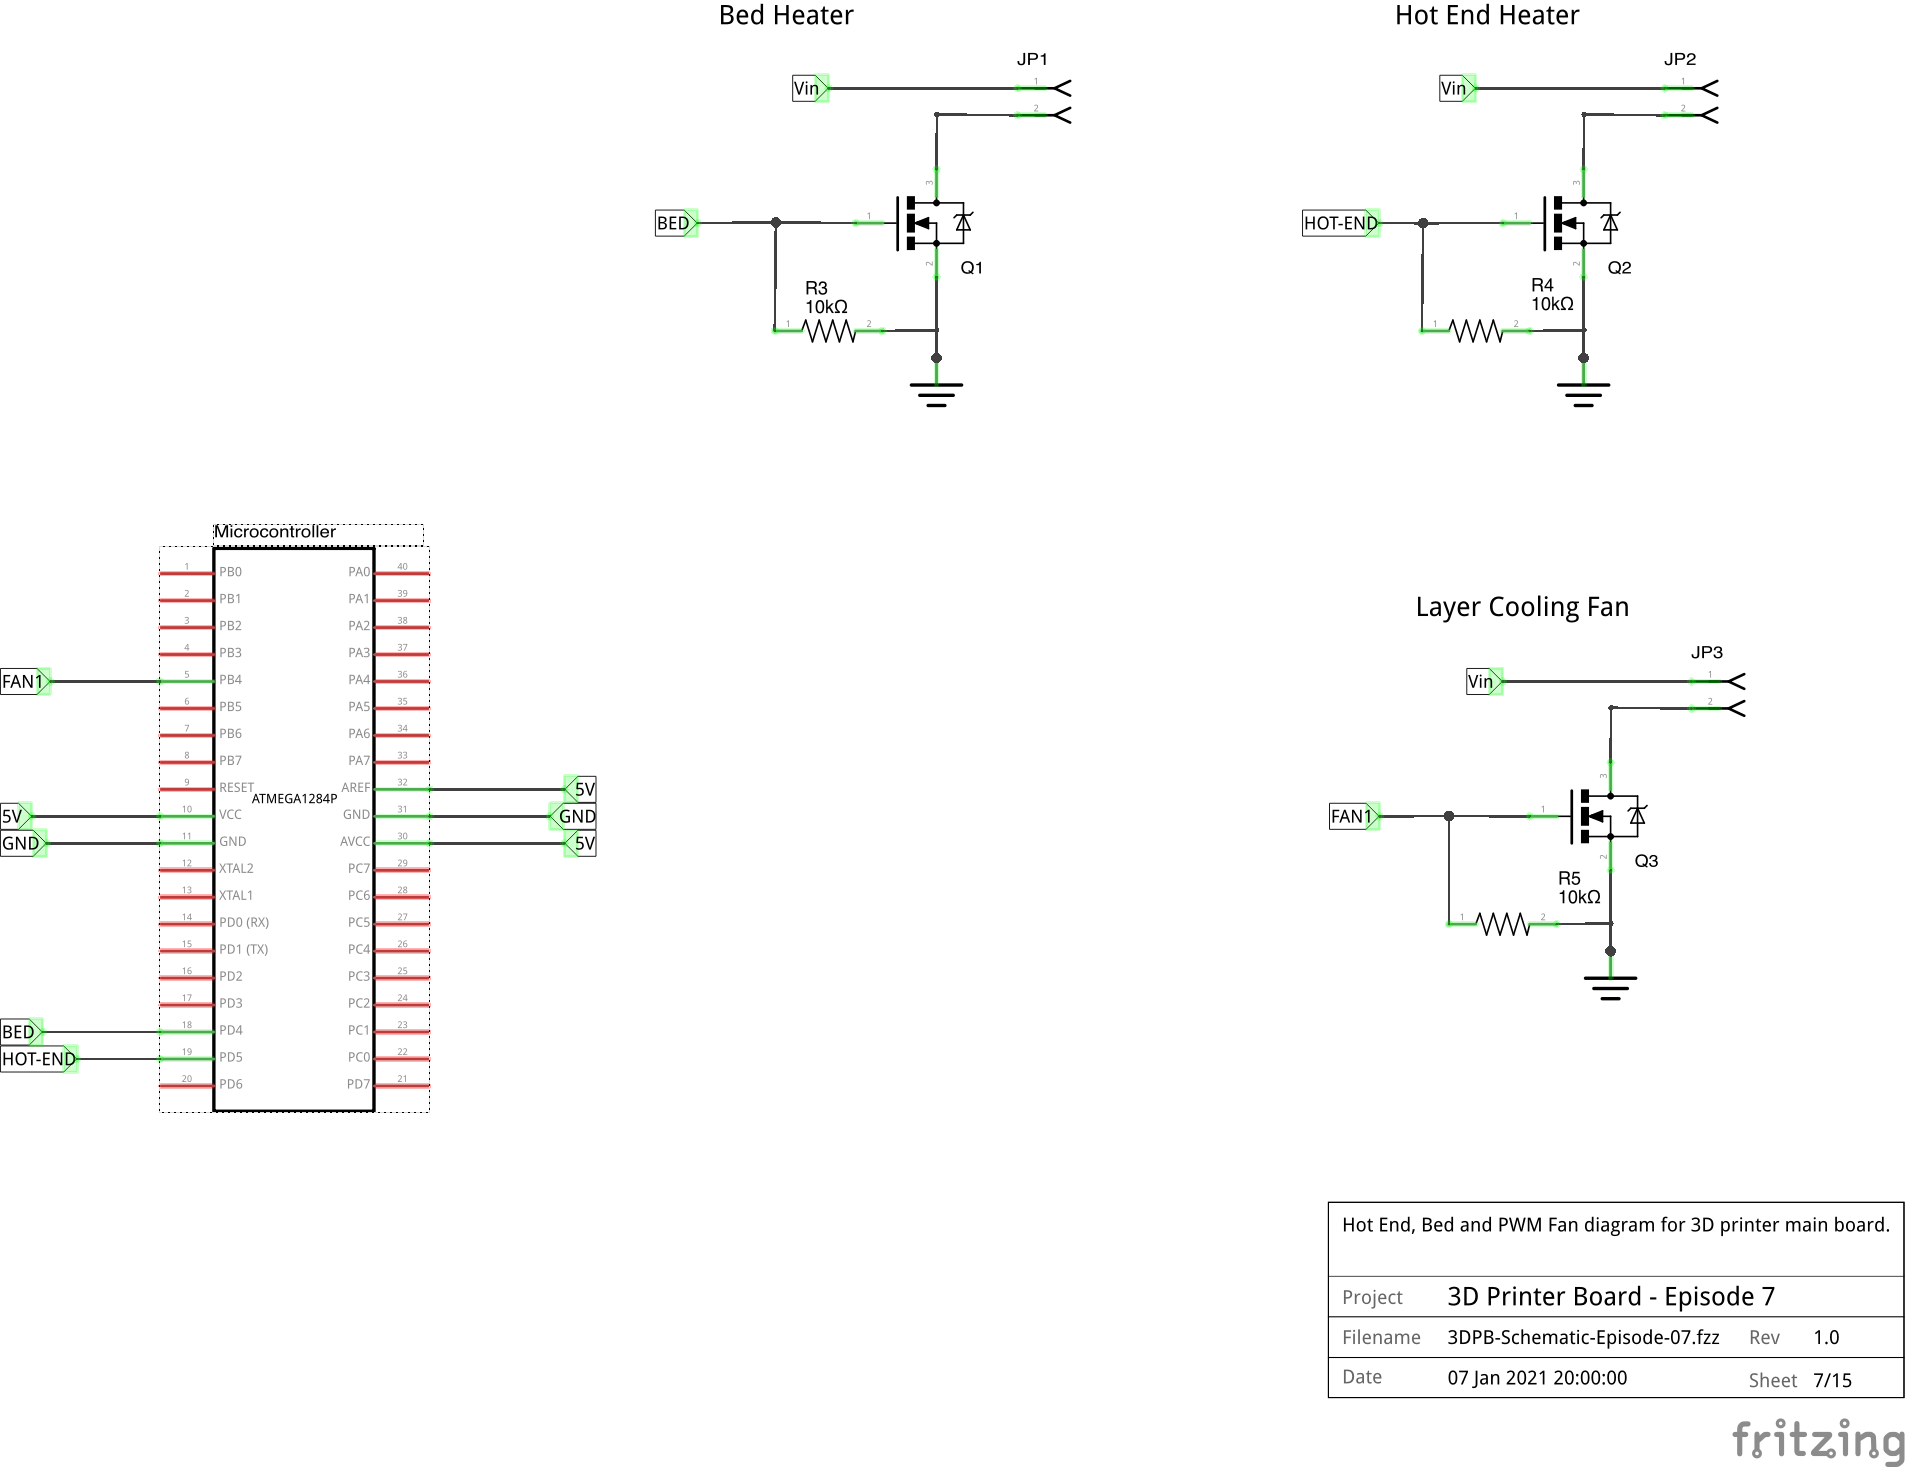 Bed Heater
Hot End Heater
JP1
Vin
1
2
3
BED
1
2
Q1
R3
10kΩ
1
2
JP2
Vin
1
2
3
HOT-END
1
2
Q2
R4
10kΩ
1
2
Microcontroller
1 PB0 PA0 40
2 PB1 PA1 39
3 PB2 PA2 38
4 PB3 PA3 37
FAN1 5 PB4 PA4 36
6 PB5 PA5 35
7 PB6 PA6 34
8 PB7 PA7 33
9 RESET AREF 32 5V
ATMEGA1284P
5V 10 VCC GND 31 GND
GND 11 GND AVCC 30 5V
12 XTAL2 PC7 29
13 XTAL1 PC6 28
14 PD0 (RX) PC5 27
15 PD1 (TX) PC4 26
16 PD2 PC3 25
17 PD3 PC2 24
BED 18 PD4 PC1 23
HOT-END 19 PD5 PC0 22
20 PD6 PD7 21
Layer Cooling Fan
JP3
Vin
1
2
3
FAN1
1
2
Q3
R5
10kΩ
1
2
Hot End, Bed and PWM Fan diagram for 3D printer main board.
Project 3D Printer Board - Episode 7
Filename 3DPB-Schematic-Episode-07.fzz Rev 1.0
Date 07 Jan 2021 20:00:00 Sheet 7/15
fritzing